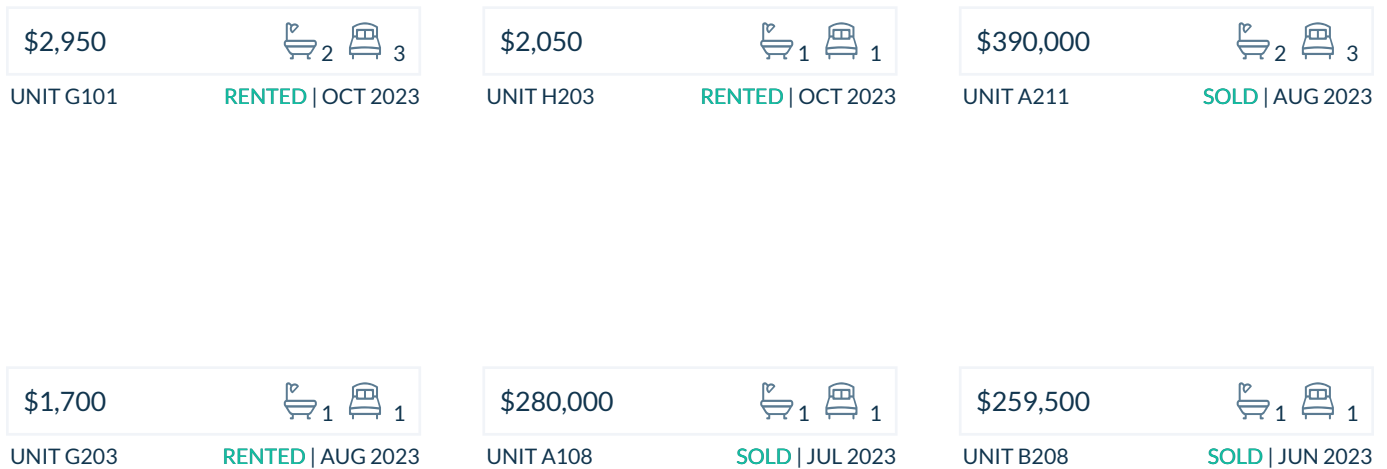 $2,950 2 3
UNIT G101 RENTED | OCT 2023
$2,050 1 1
UNIT H203 RENTED | OCT 2023
$390,000 2 3
UNIT A211 SOLD | AUG 2023
$1,700 1 1
UNIT G203 RENTED | AUG 2023
$280,000 1 1
UNIT A108 SOLD | JUL 2023
$259,500 1 1
UNIT B208 SOLD | JUN 2023